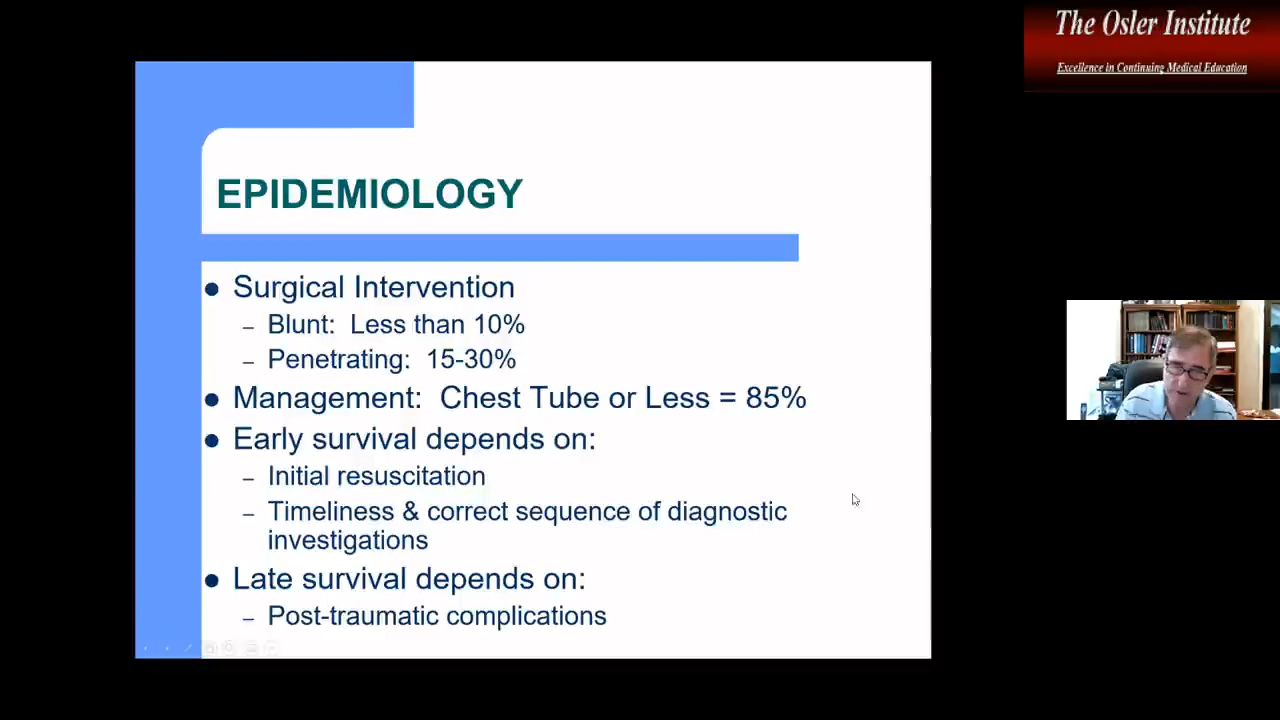 The Osler Institute
Excellence in Continuing Medical Education
EPIDEMIOLOGY
● Surgical Intervention
– Blunt: Less than 10%
– Penetrating: 15-30%
● Management: Chest Tube or Less = 85%
● Early survival depends on:
– Initial resuscitation
– Timeliness & correct sequence of diagnostic
investigations
● Late survival depends on:
– Post-traumatic complications